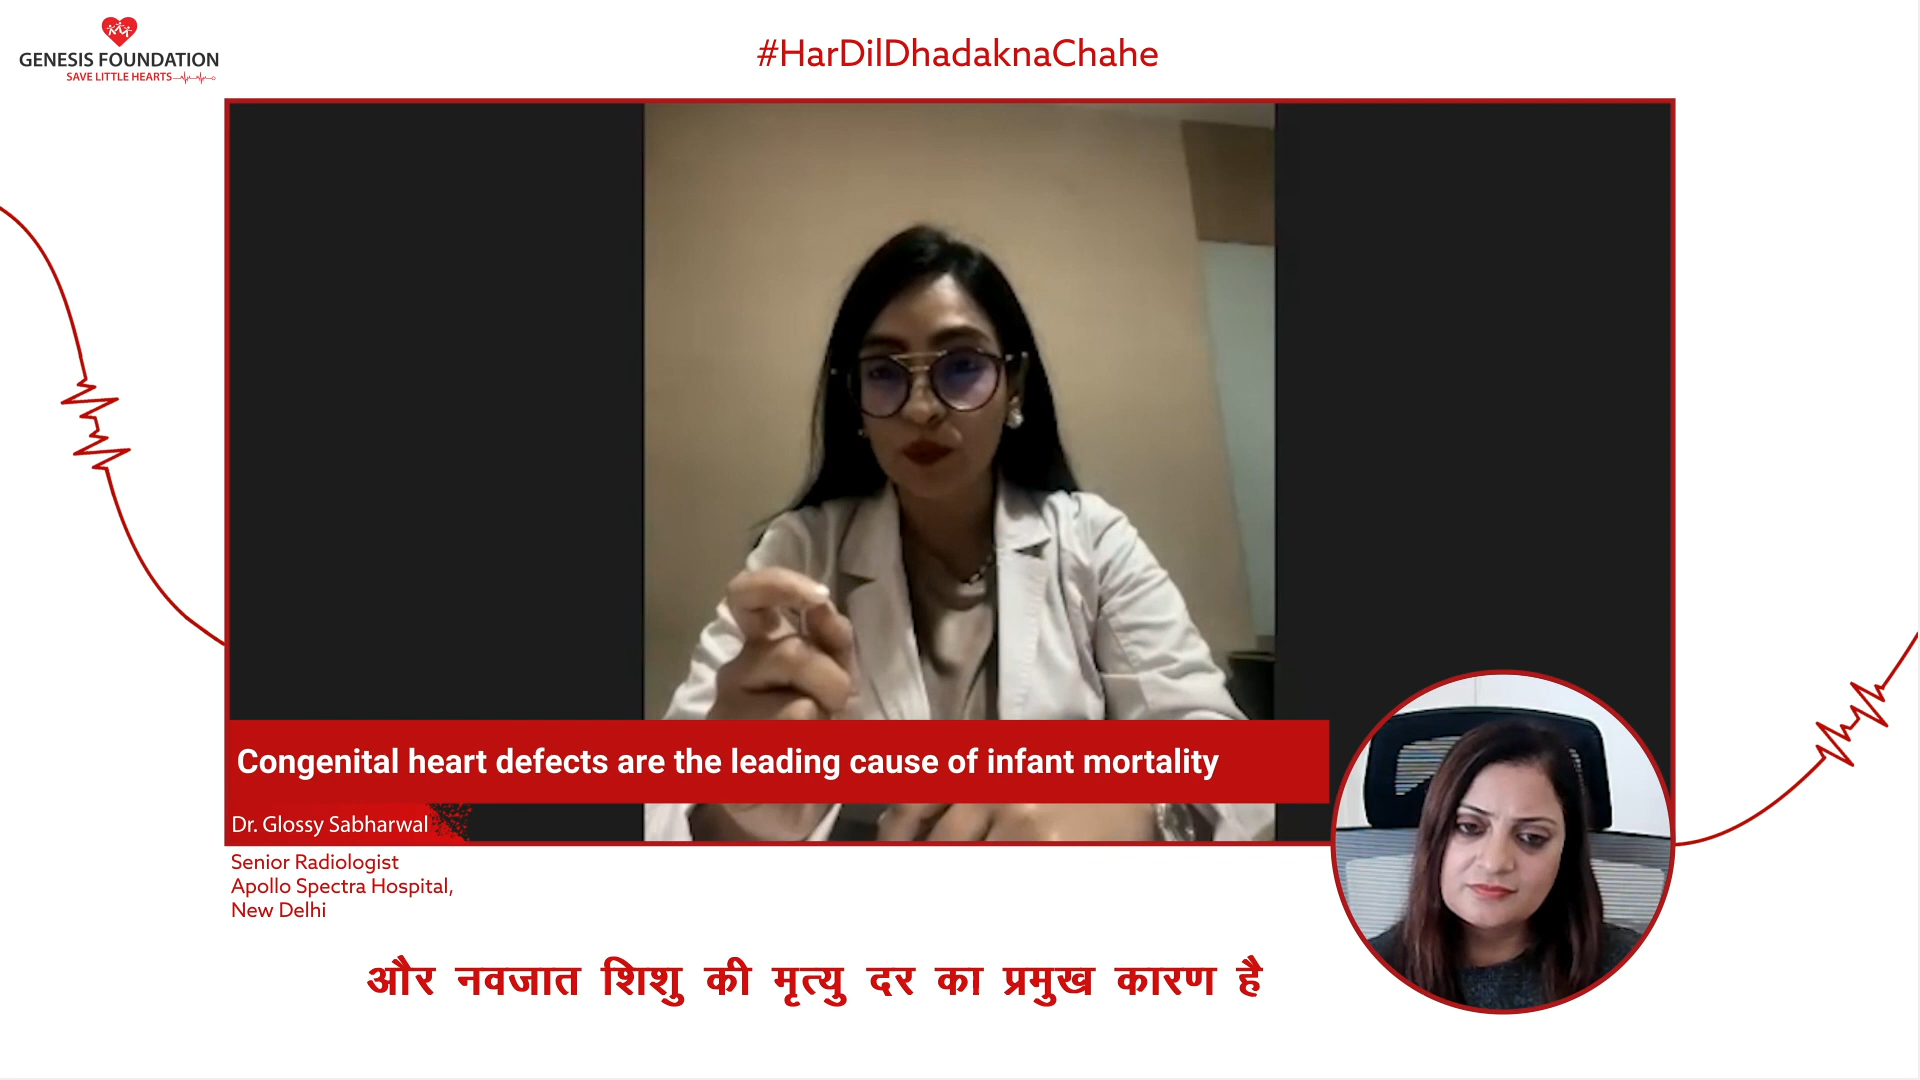 GENESIS FOUNDATION
SAVE LITTLE HEARTS
#HarDilDhadaknaChahe
Congenital heart defects are the leading cause of infant mortality
Dr. Glossy Sabharwal
Senior Radiologist
Apollo Spectra Hospital,
New Delhi
और नवजात शिशु की मृत्यु दर का प्रमुख कारण है